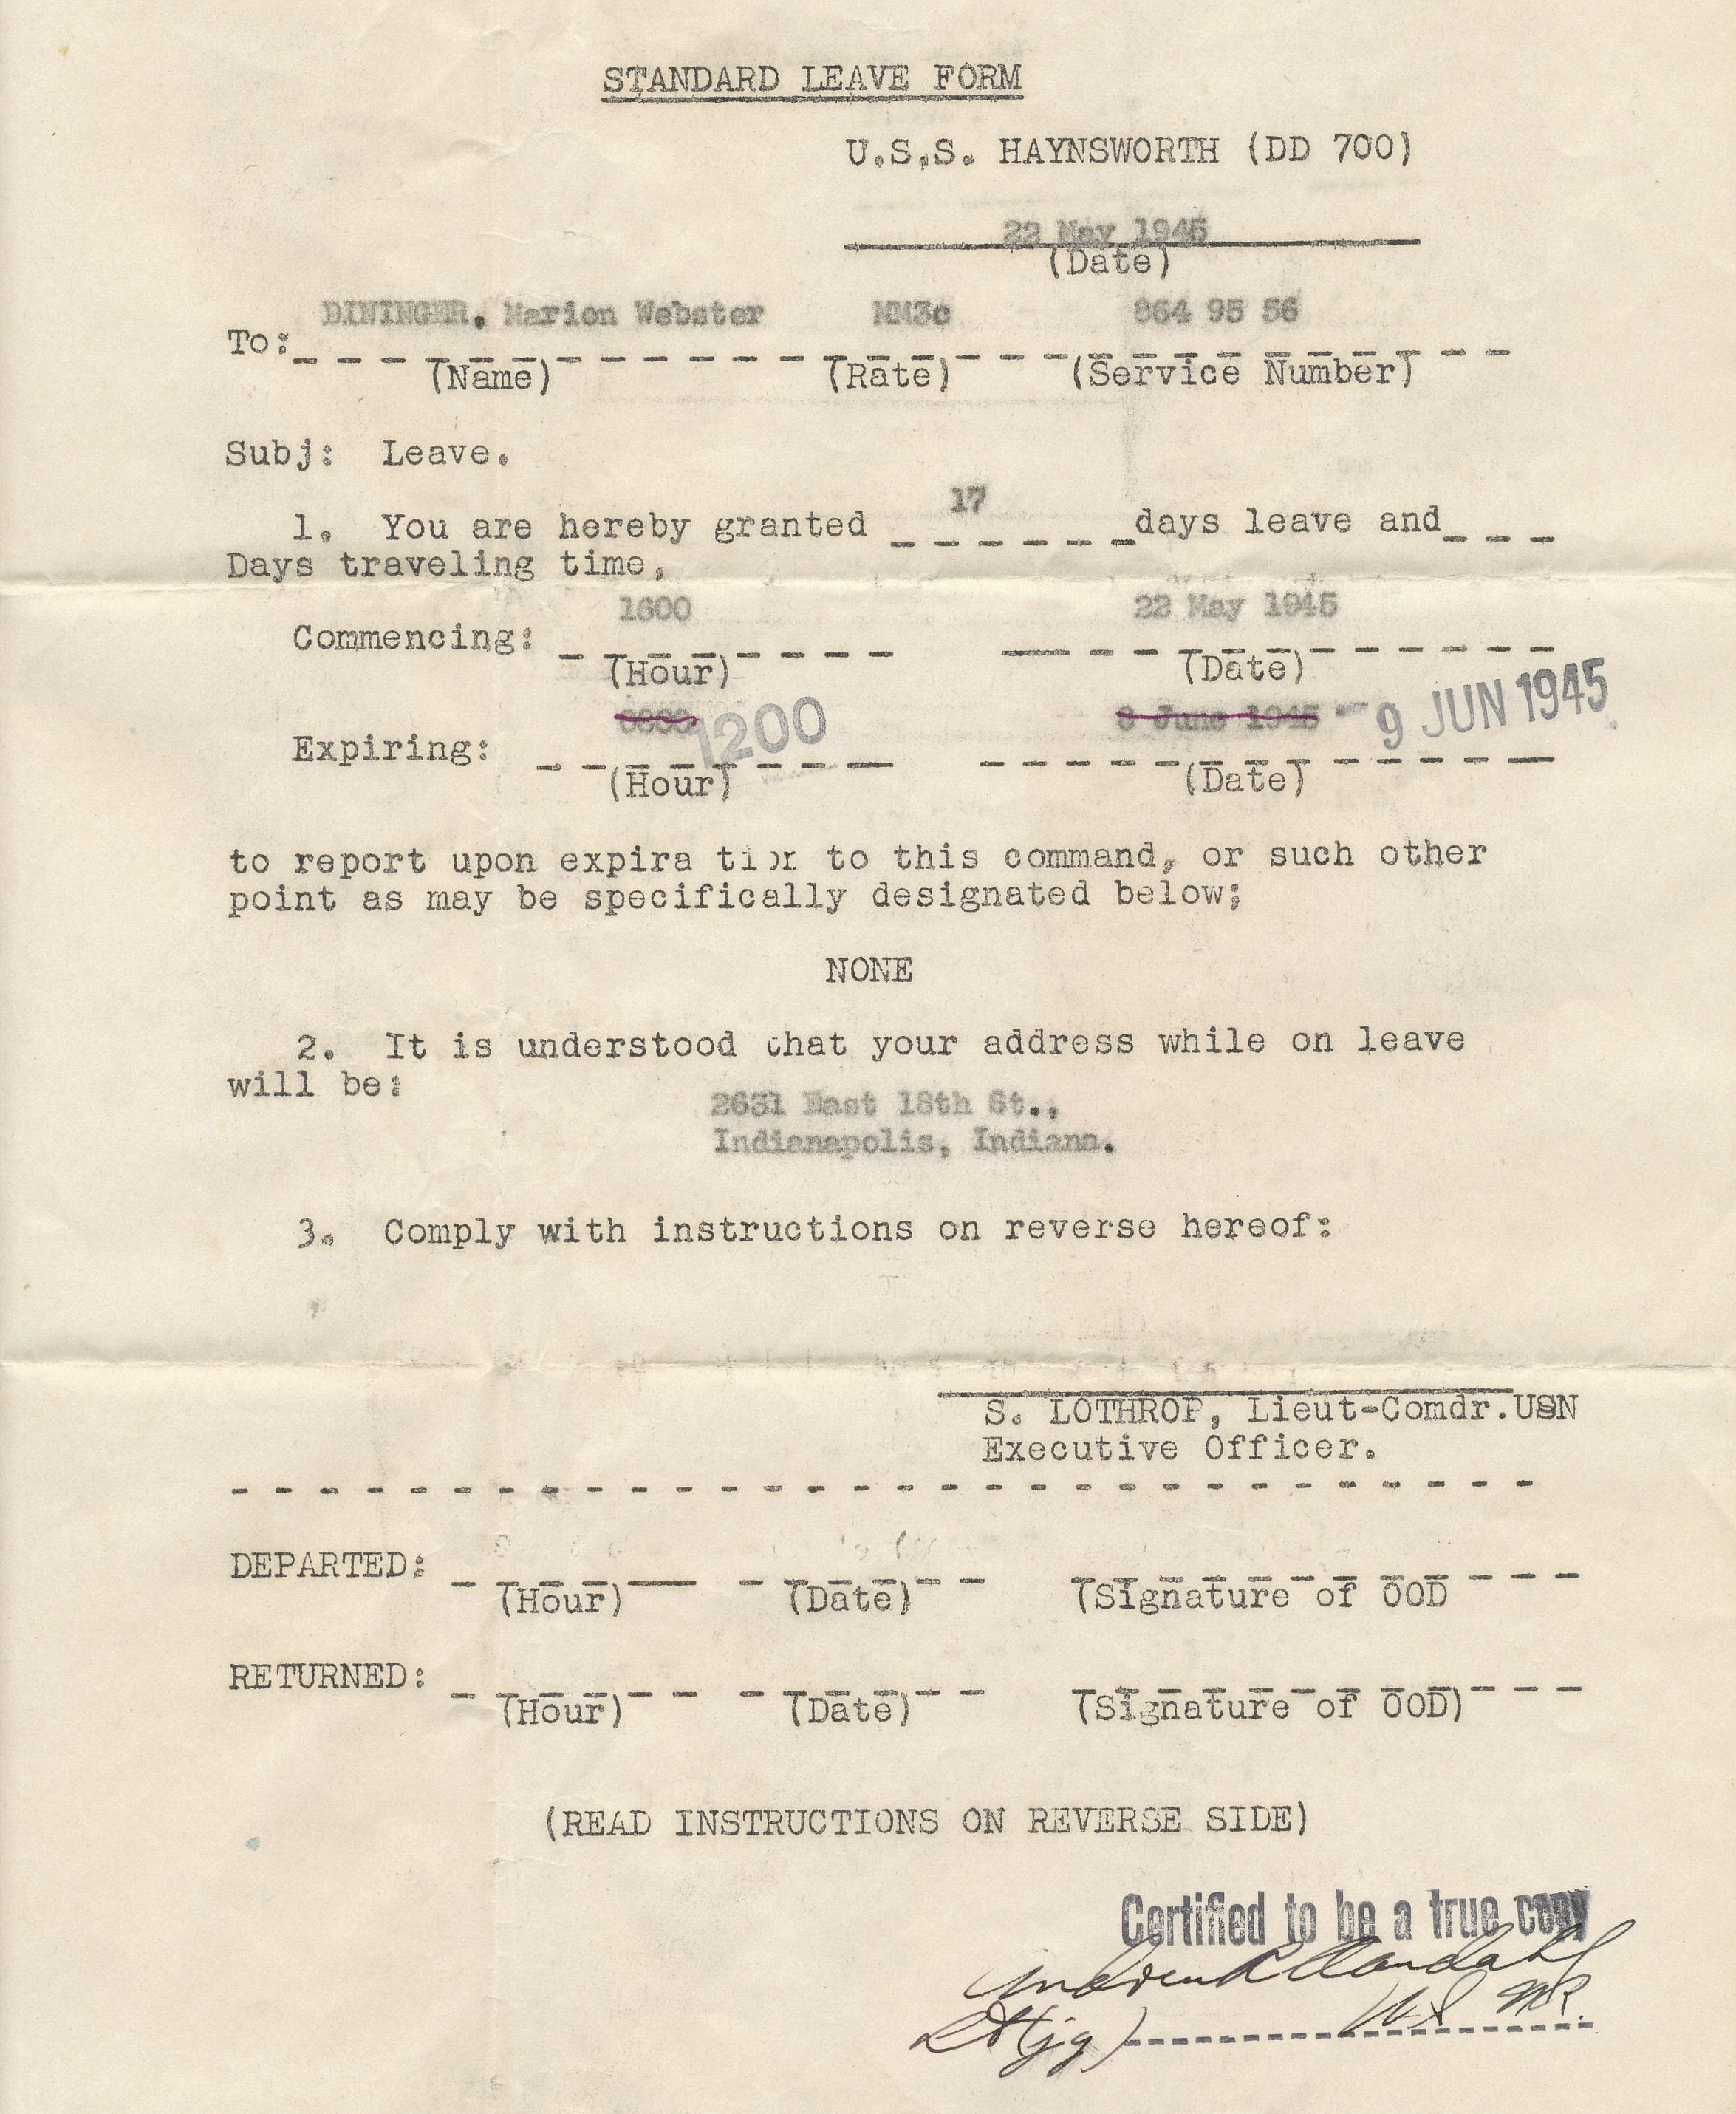 STANDARD LEAVE FORM
U.S.S. HAYNSWORTH (DD 700)
22 May 1945
(Date)
DININGER, Marion Webster MM3c 864 95 56
To:
(Name) (Rate) (Service Number)
Subj: Leave.
17
1. You are hereby granted days leave and
Days traveling time,
1600 22 May 1945
Commencing:
(Hour) (Date)
0800 1200 8 June 1945 - 9 JUN 1945
Expiring:
(Hour) (Date)
to report upon expira tion to this command, or such other
point as may be specifically designated below;
NONE
2. It is understood that your address while on leave
will be:
2631 East 18th St.,
Indianapolis, Indiana.
3. Comply with instructions on reverse hereof:
S. LOTHROP, Lieut-Comdr.USN
Executive Officer.
DEPARTED:
(Hour) (Date) (Signature of OOD
RETURNED:
(Hour) (Date) (Signature of OOD)
(READ INSTRUCTIONS ON REVERSE SIDE)
Certified to be a true copy
Lt(jg)